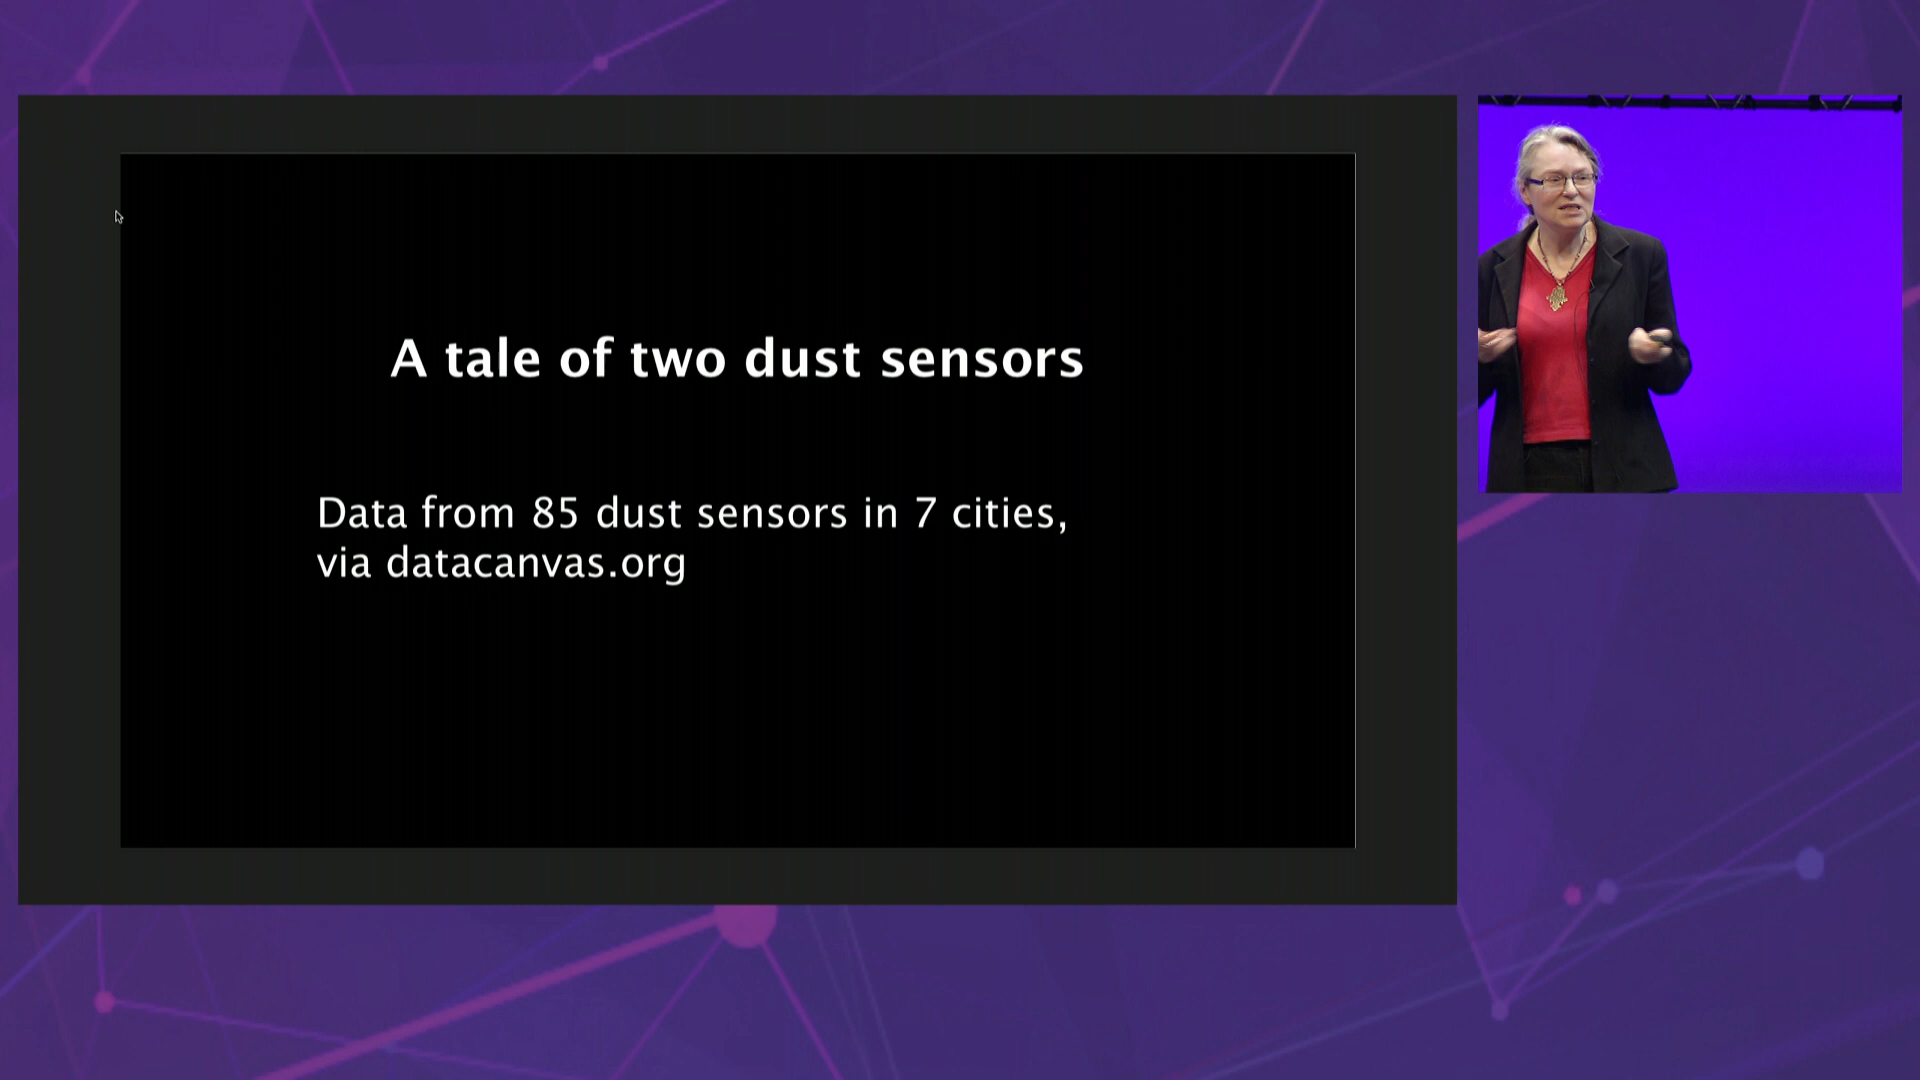 A tale of two dust sensors
Data from 85 dust sensors in 7 cities,
via datacanvas.org